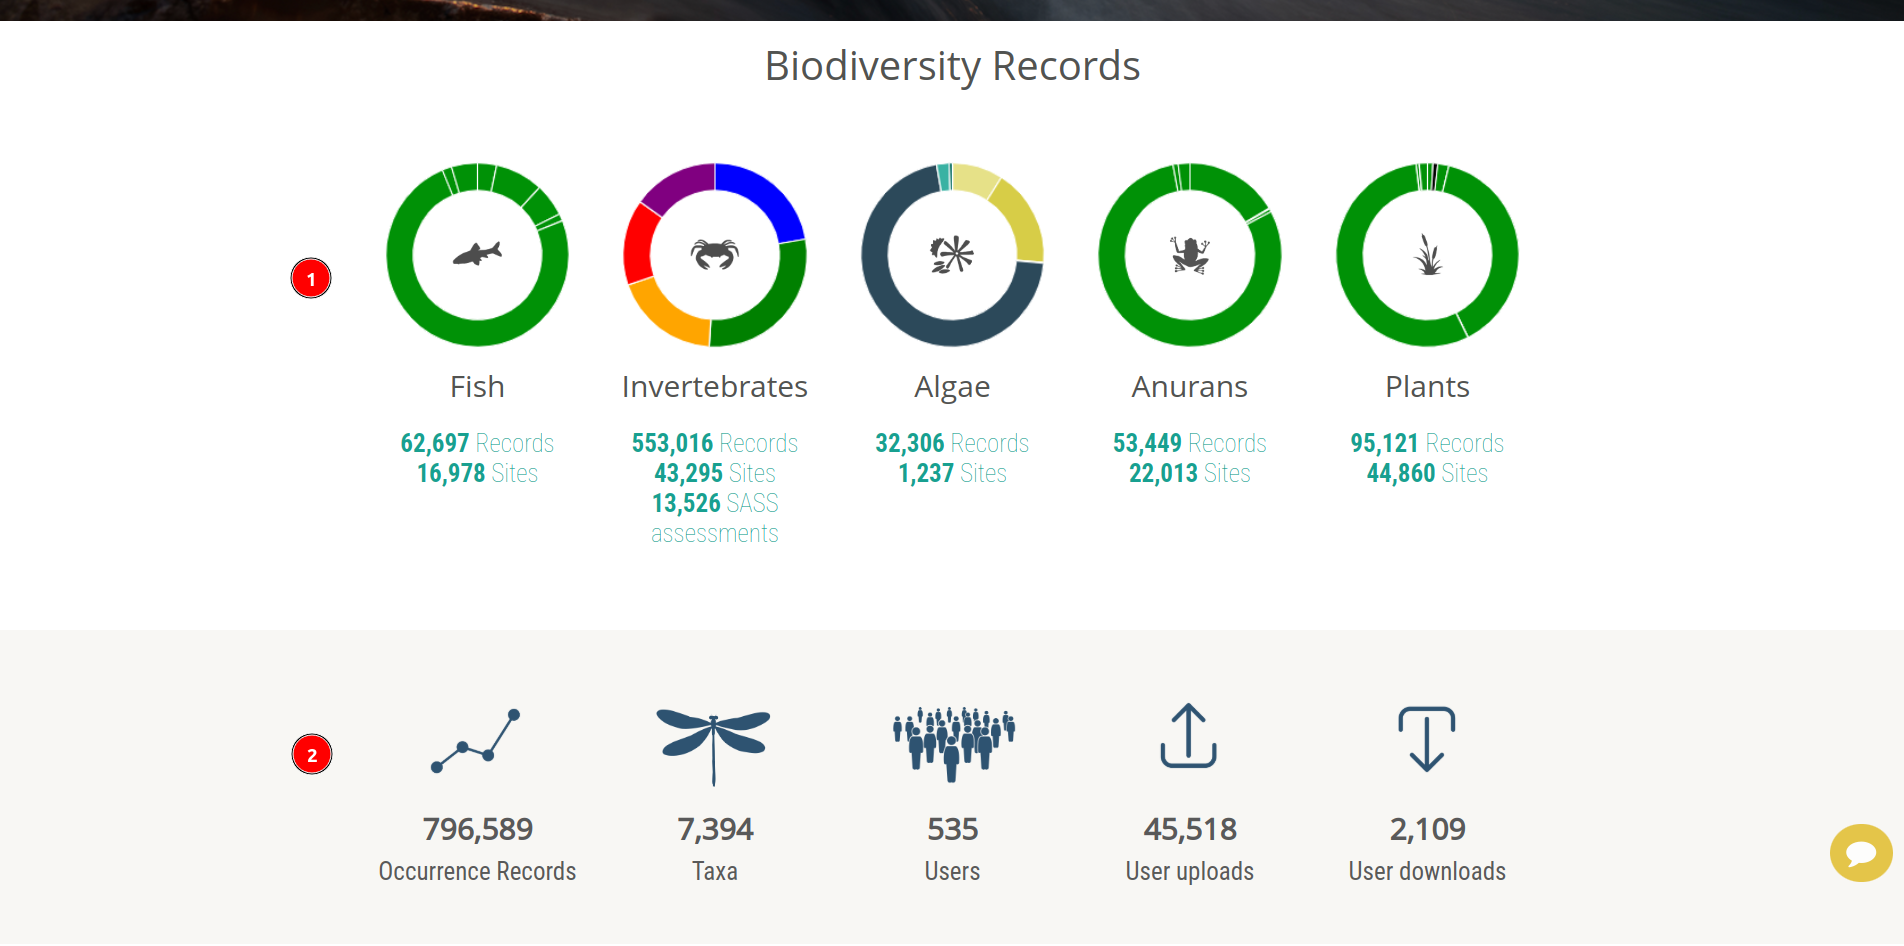 Biodiversity Records
1
Fish
62,697 Records
16,978 Sites
Invertebrates
553,016 Records
43,295 Sites
13,526 SASS
assessments
Algae
32,306 Records
1,237 Sites
Anurans
53,449 Records
22,013 Sites
Plants
95,121 Records
44,860 Sites
2
796,589
Occurrence Records
7,394
Taxa
535
Users
45,518
User uploads
2,109
User downloads